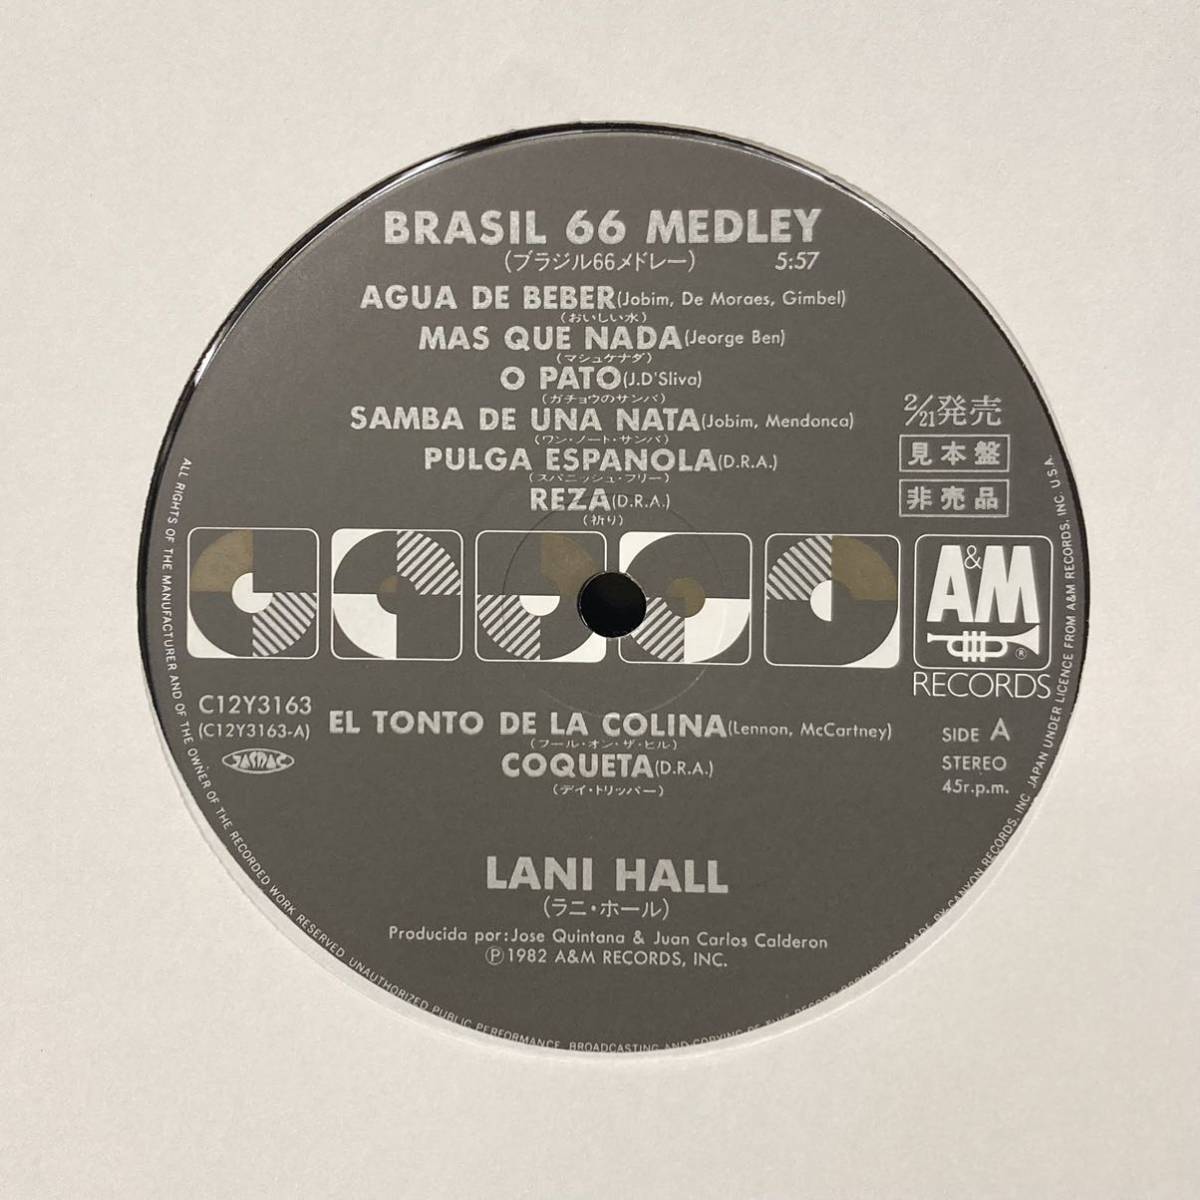 BRASIL 66 MEDLEY
(ブラジル66メドレー) 5:57
AGUA DE BEBER(Jobim, De Moraes, Gimbel)
(おいしい水)
MAS QUE NADA(Jeorge Ben)
(マシュケナダ)
O PATO(J.D'Sliva)
(ガチョウのサンバ)
SAMBA DE UNA NATA(Jobim, Mendonca)
(ワン・ノート・サンバ)
PULGA ESPANOLA(D.R.A.)
(スパニッシュ・フリー)
REZA(D.R.A.)
(祈り)
2/21発売
見本盤
非売品
A&M
®
RECORDS
C12Y3163
(C12Y3163-A)
JASRAC
EL TONTO DE LA COLINA(Lennon, McCartney)
(フール・オン・ザ・ヒル)
COQUETA(D.R.A.)
(デイ・トリッパー)
SIDE A
STEREO
45r.p.m.
LANI HALL
(ラニ・ホール)
Producida por:Jose Quintana & Juan Carlos Calderon
Ⓟ1982 A&M RECORDS, INC.
ALL RIGHTS OF THE MANUFACTURER AND OF THE OWNER OF THE RECORDED WORK RESERVED. UNAUTHORIZED PUBLIC PERFORMANCE, BROADCASTING AND COPYING OF THIS RECORD MADE BY CANYON RECORDS, INC. JAPAN UNDER LICENCE FROM A&M RECORDS, INC. U.S.A.